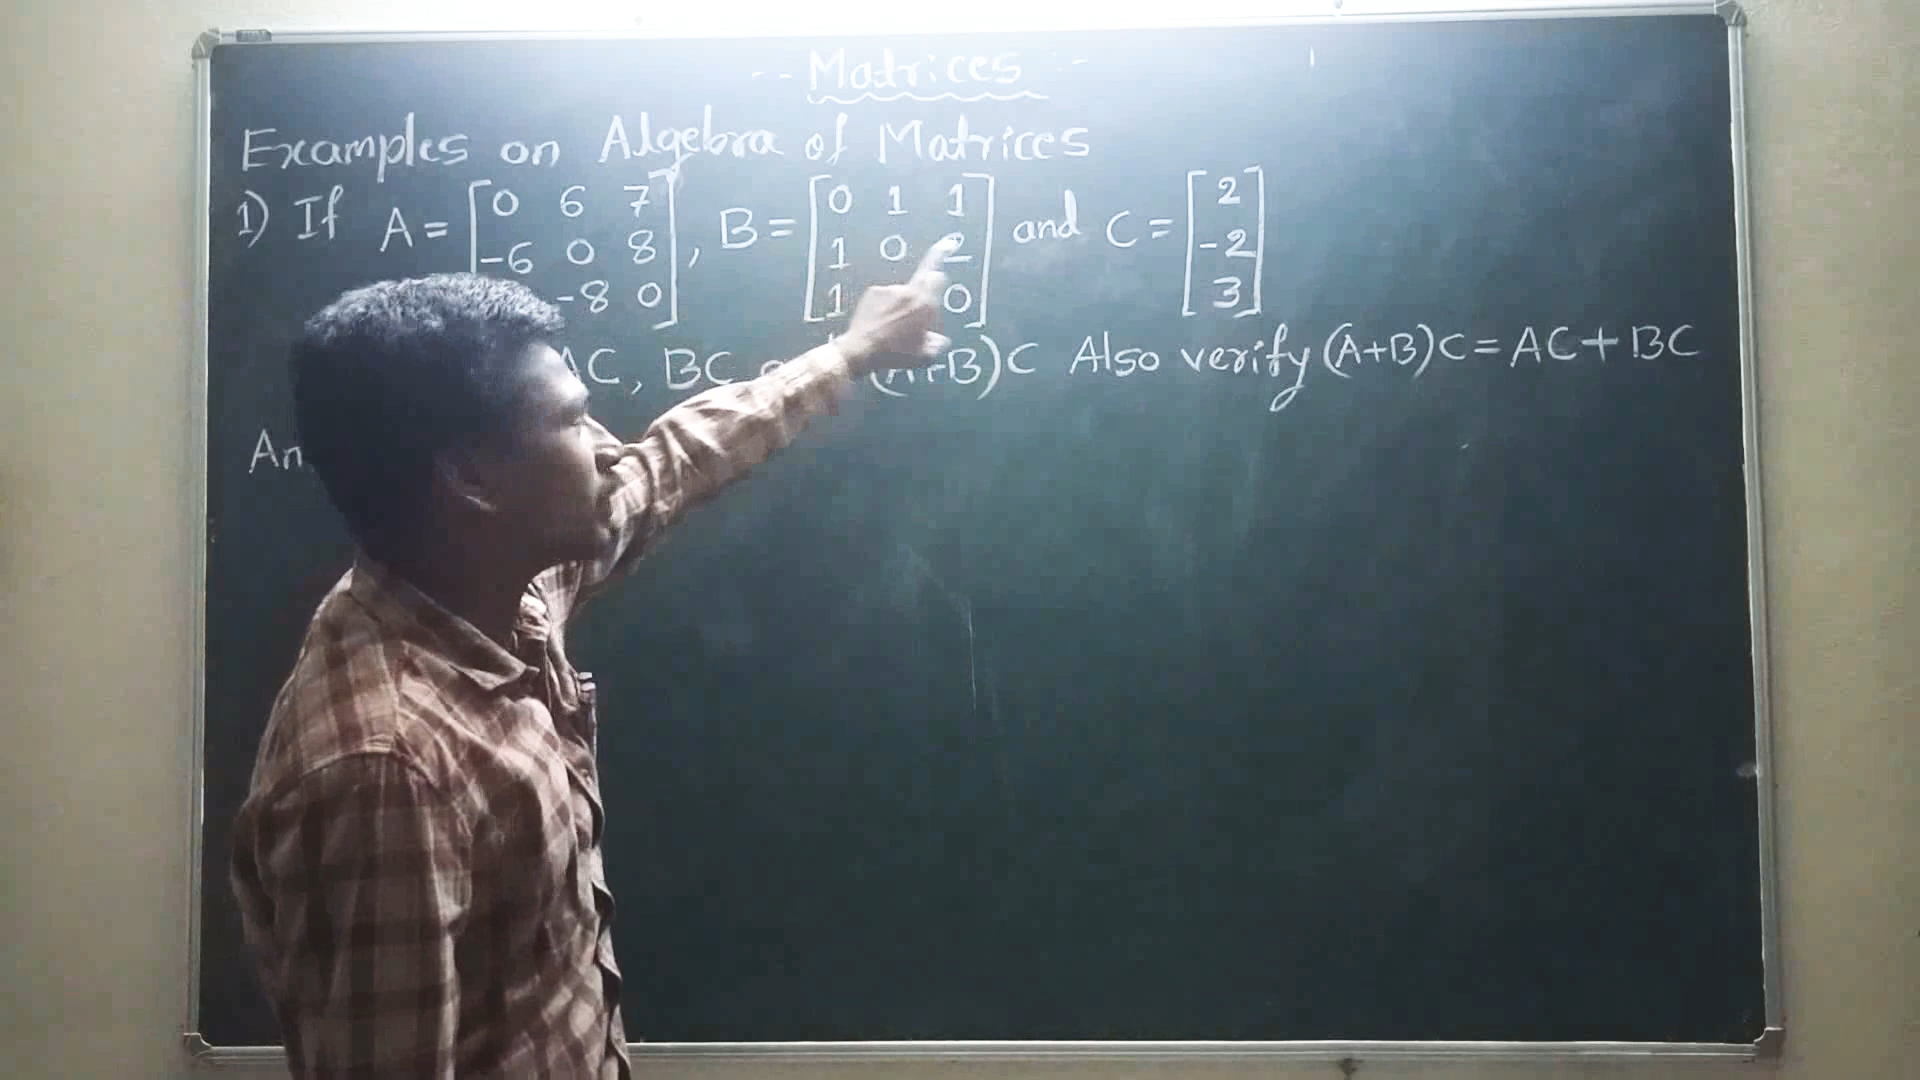 -- Matrices :-
Examples on Algebra of Matrices
1) If A = [0 6 7 -6 0 8 -8 0], B = [0 1 1 1 0 2 1 0] and C = [2 -2 3]
AC, BC (A+B)C Also verify (A+B)C = AC + BC